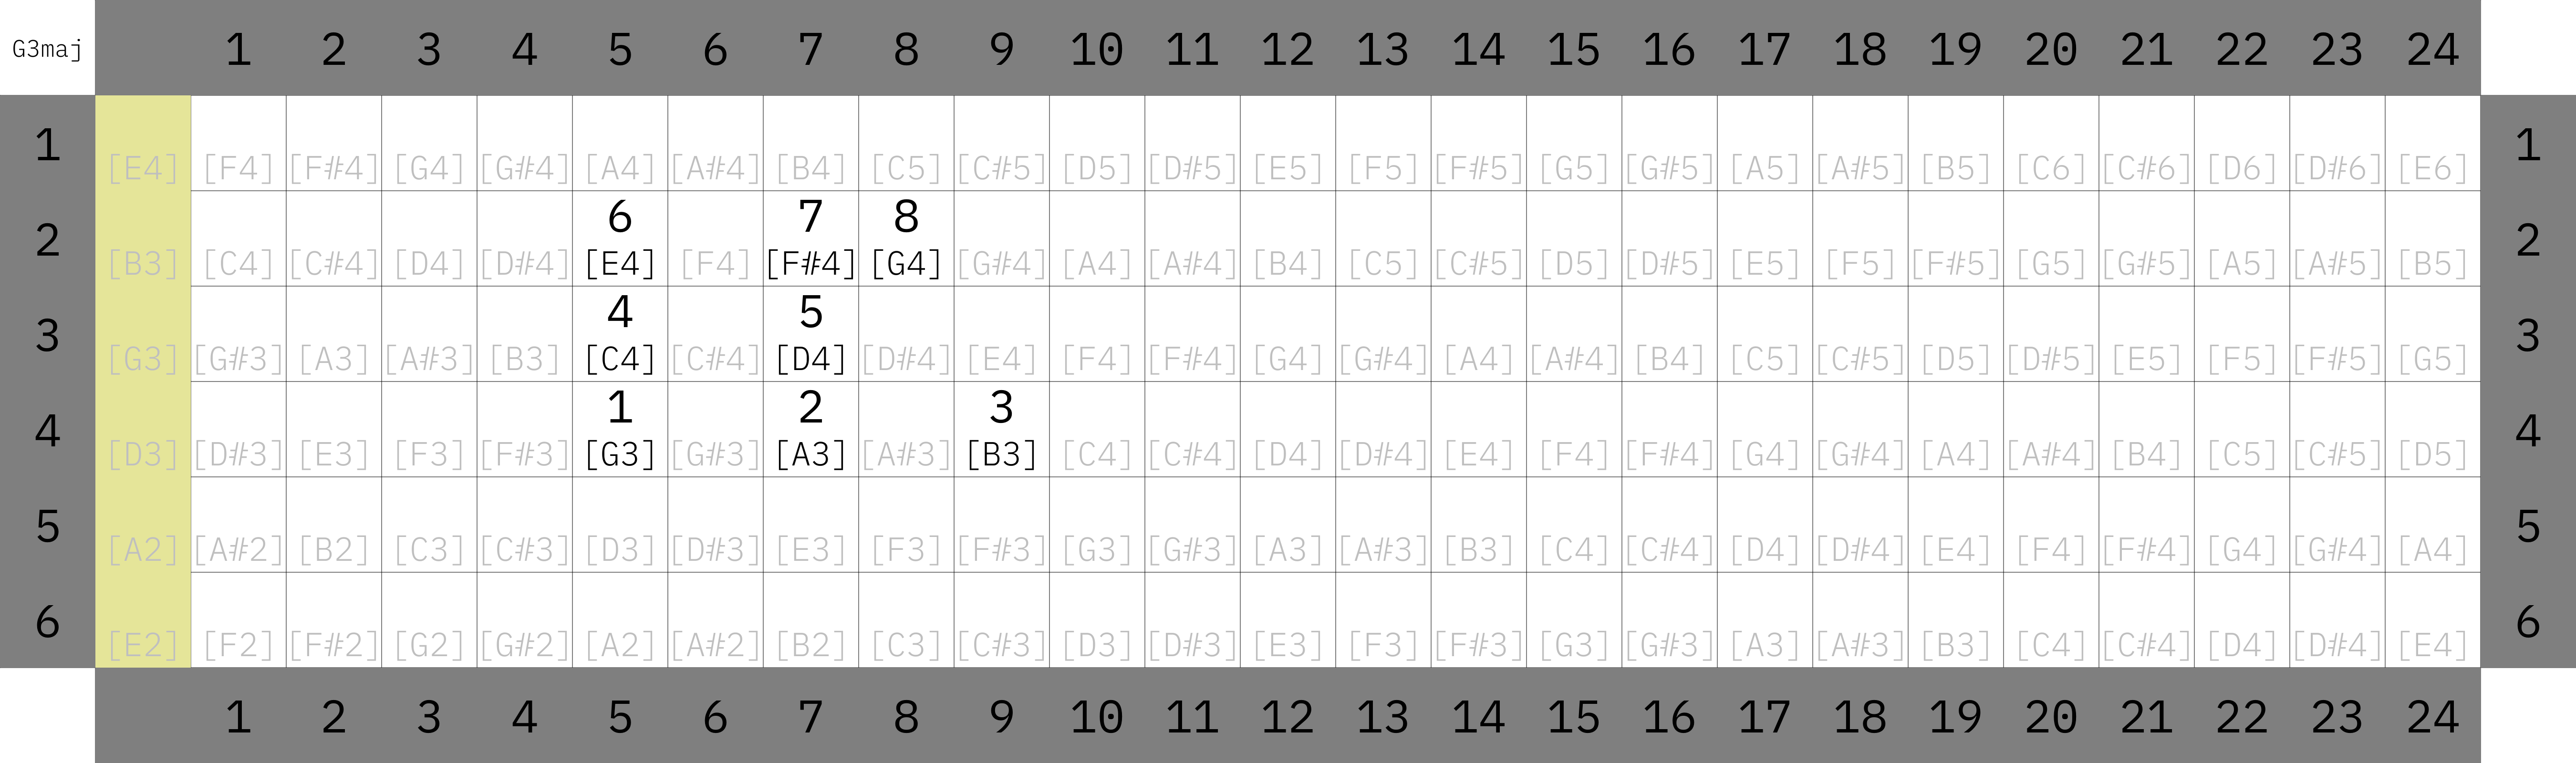 G3maj 1 2 3 4 5 6 7 8 9 10 11 12 13 14 15 16 17 18 19 20 21 22 23 24
1 [E4] [F4] [F#4] [G4] [G#4] [A4] [A#4] [B4] [C5] [C#5] [D5] [D#5] [E5] [F5] [F#5] [G5] [G#5] [A5] [A#5] [B5] [C6] [C#6] [D6] [D#6] [E6] 1
6 7 8
2 [B3] [C4] [C#4] [D4] [D#4] [E4] [F4] [F#4] [G4] [G#4] [A4] [A#4] [B4] [C5] [C#5] [D5] [D#5] [E5] [F5] [F#5] [G5] [G#5] [A5] [A#5] [B5] 2
4 5
3 [G3] [G#3] [A3] [A#3] [B3] [C4] [C#4] [D4] [D#4] [E4] [F4] [F#4] [G4] [G#4] [A4] [A#4] [B4] [C5] [C#5] [D5] [D#5] [E5] [F5] [F#5] [G5] 3
1 2 3
4 [D3] [D#3] [E3] [F3] [F#3] [G3] [G#3] [A3] [A#3] [B3] [C4] [C#4] [D4] [D#4] [E4] [F4] [F#4] [G4] [G#4] [A4] [A#4] [B4] [C5] [C#5] [D5] 4
5 [A2] [A#2] [B2] [C3] [C#3] [D3] [D#3] [E3] [F3] [F#3] [G3] [G#3] [A3] [A#3] [B3] [C4] [C#4] [D4] [D#4] [E4] [F4] [F#4] [G4] [G#4] [A4] 5
6 [E2] [F2] [F#2] [G2] [G#2] [A2] [A#2] [B2] [C3] [C#3] [D3] [D#3] [E3] [F3] [F#3] [G3] [G#3] [A3] [A#3] [B3] [C4] [C#4] [D4] [D#4] [E4] 6
1 2 3 4 5 6 7 8 9 10 11 12 13 14 15 16 17 18 19 20 21 22 23 24